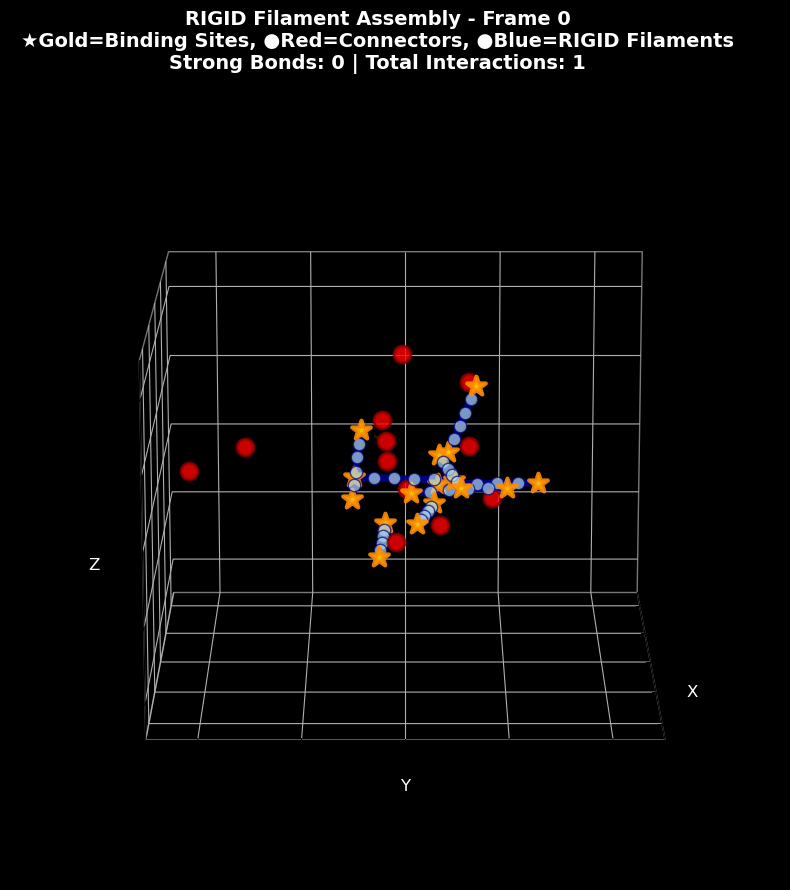 RIGID Filament Assembly - Frame 0
★Gold=Binding Sites, ●Red=Connectors, ●Blue=RIGID Filaments
Strong Bonds: 0 | Total Interactions: 1
Z
X
Y